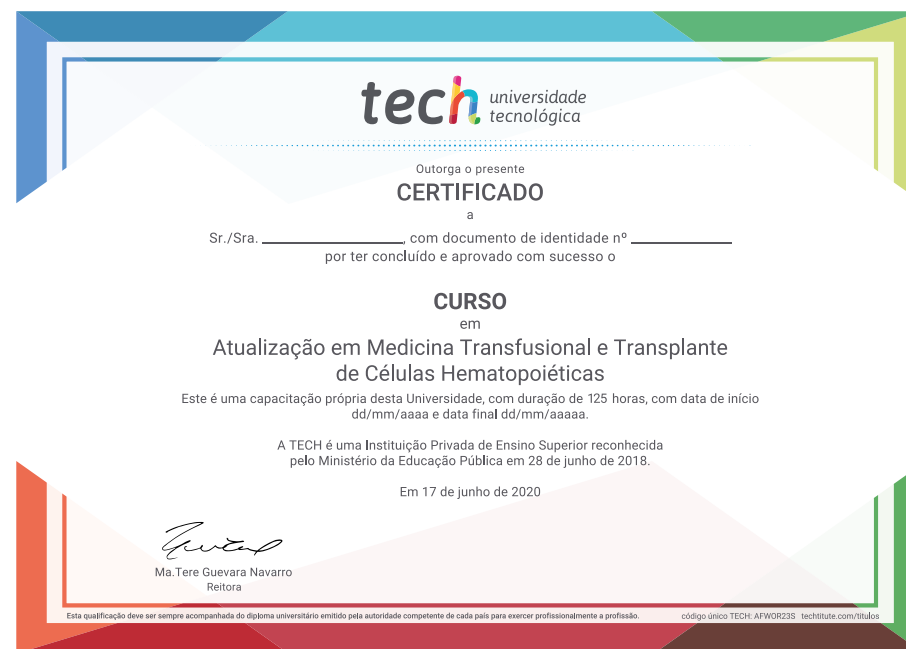 tech universidade
tecnológica
Outorga o presente
CERTIFICADO
a
Sr./Sra. ________________, com documento de identidade nº ____________
por ter concluído e aprovado com sucesso o
CURSO
em
Atualização em Medicina Transfusional e Transplante
de Células Hematopoiéticas
Este é uma capacitação própria desta Universidade, com duração de 125 horas, com data de início
dd/mm/aaaa e data final dd/mm/aaaaa.
A TECH é uma Instituição Privada de Ensino Superior reconhecida
pelo Ministério da Educação Pública em 28 de junho de 2018.
Em 17 de junho de 2020
Ma.Tere Guevara Navarro
Reitora
Esta qualificação deve ser sempre acompanhada do diploma universitário emitido pela autoridade competente de cada país para exercer profissionalmente a profissão.
código único TECH: AFWOR23S techtitute.com/titulos